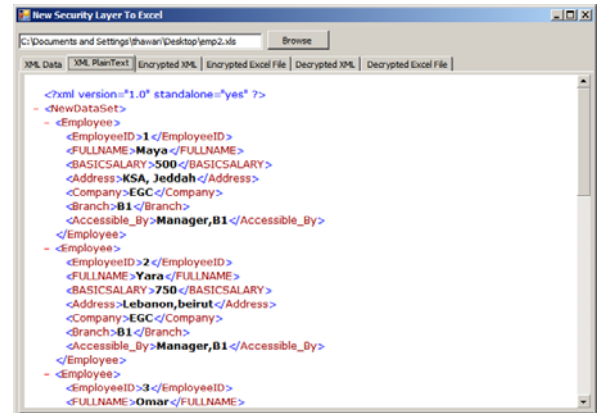 New Security Layer To Excel
C:\Documents and Settings\thawari\Desktop\emp2.xls Browse
XML Data XML PlainText Encrypted XML Encrypted Excel File Decrypted XML Decrypted Excel File
<?xml version="1.0" standalone="yes" ?>
- <NewDataSet>
- <Employee>
<EmployeeID>1</EmployeeID>
<FULLNAME>Maya</FULLNAME>
<BASICSALARY>500</BASICSALARY>
<Address>KSA, Jeddah</Address>
<Company>EGC</Company>
<Branch>B1</Branch>
<Accessible_By>Manager,B1</Accessible_By>
</Employee>
- <Employee>
<EmployeeID>2</EmployeeID>
<FULLNAME>Yara</FULLNAME>
<BASICSALARY>750</BASICSALARY>
<Address>Lebanon,beirut</Address>
<Company>EGC</Company>
<Branch>B1</Branch>
<Accessible_By>Manager,B1</Accessible_By>
</Employee>
- <Employee>
<EmployeeID>3</EmployeeID>
<FULLNAME>Omar</FULLNAME>